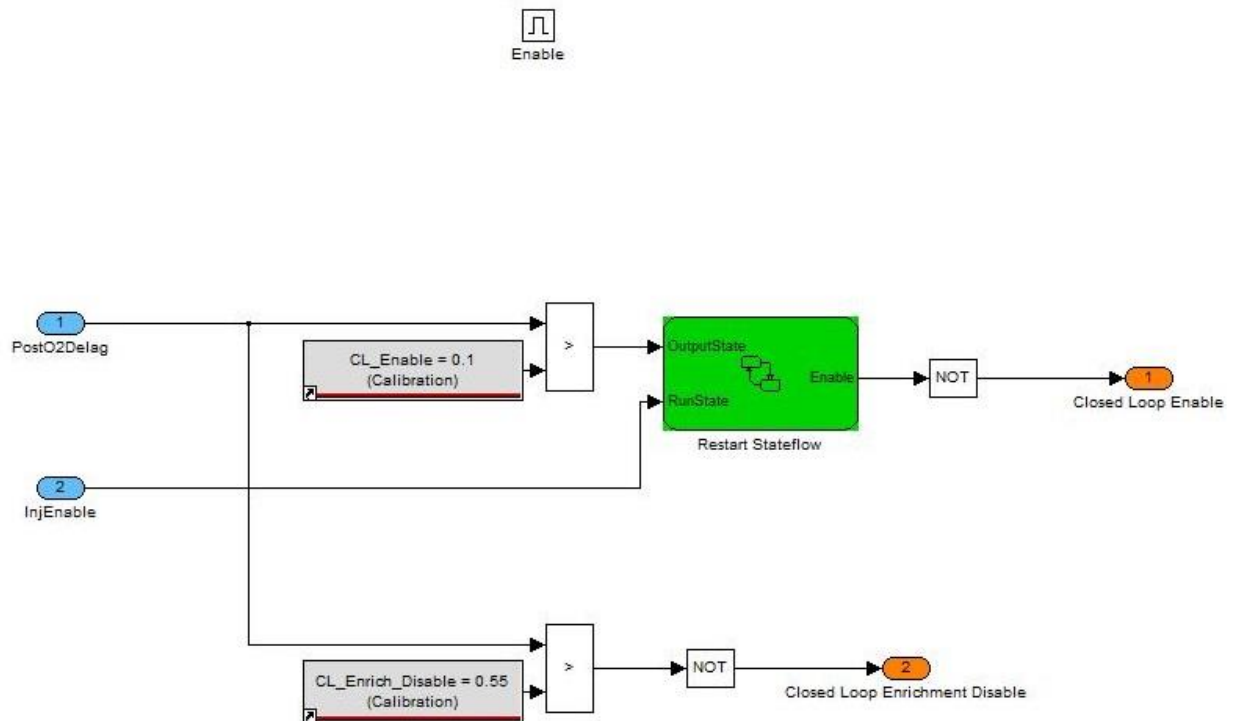 Enable
1
PostO2Delag
CL_Enable = 0.1
(Calibration)
>
OutputState
RunState
Enable
Restart Stateflow
NOT
1
Closed Loop Enable
2
InjEnable
CL_Enrich_Disable = 0.55
(Calibration)
>
NOT
2
Closed Loop Enrichment Disable